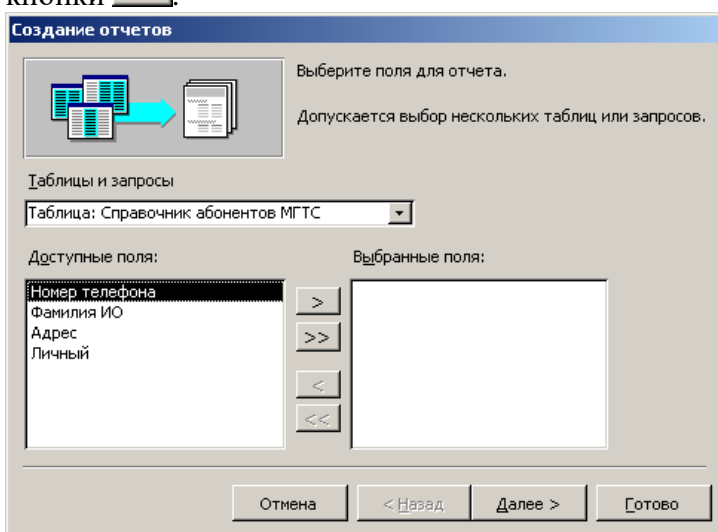 кнопки
Создание отчетов
Выберите поля для отчета.
Допускается выбор нескольких таблиц или запросов.
Таблицы и запросы
Таблица: Справочник абонентов МГТС
Доступные поля:
Выбранные поля:
Номер телефона
Фамилия ИО
Адрес
Личный
>
>>
<
<<
Отмена
< Назад
Далее >
Готово